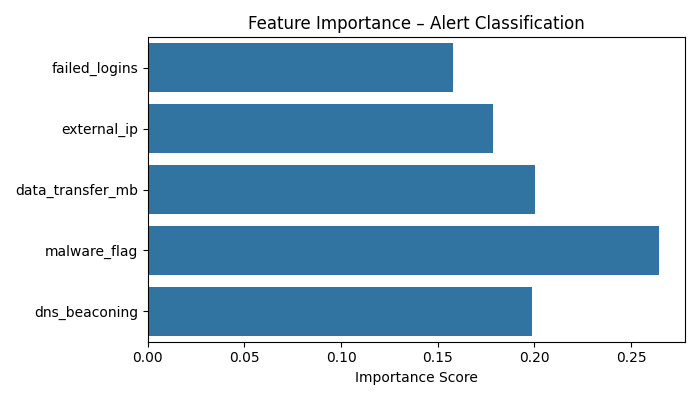 Feature Importance – Alert Classification
failed_logins
external_ip
data_transfer_mb
malware_flag
dns_beaconing
0.00 0.05 0.10 0.15 0.20 0.25
Importance Score